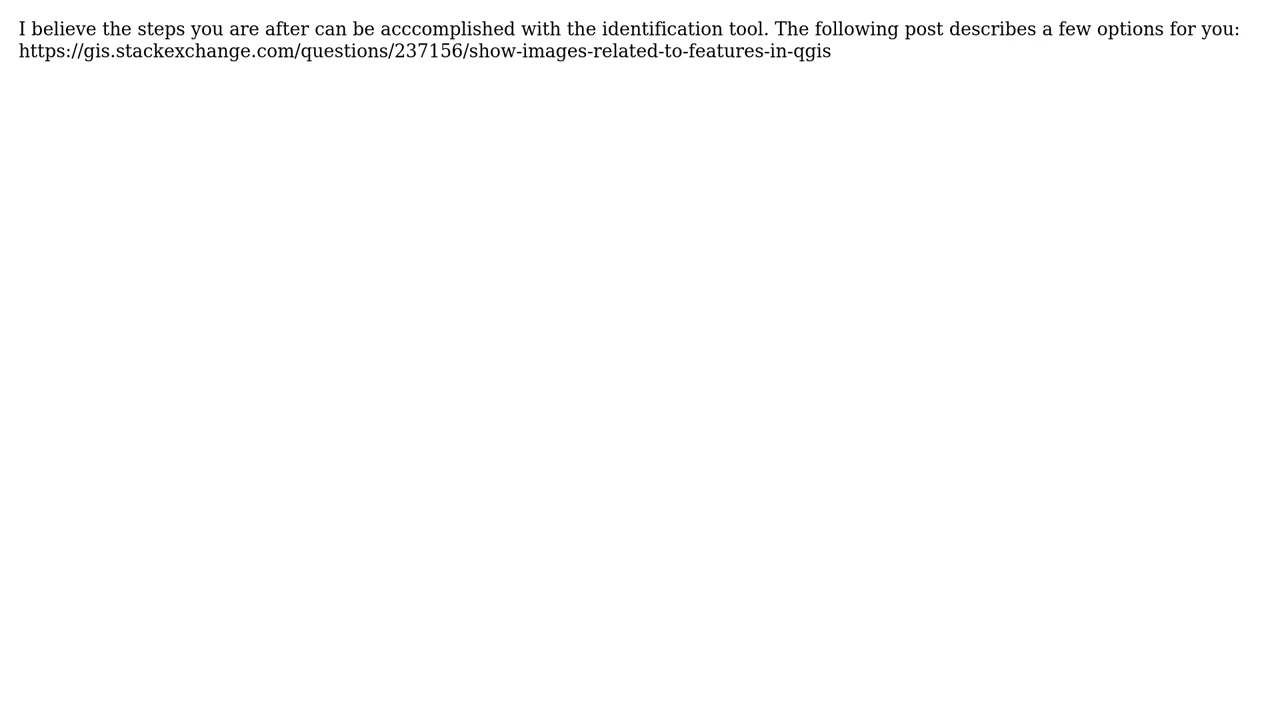 I believe the steps you are after can be acccomplished with the identification tool. The following post describes a few options for you:
https://gis.stackexchange.com/questions/237156/show-images-related-to-features-in-qgis